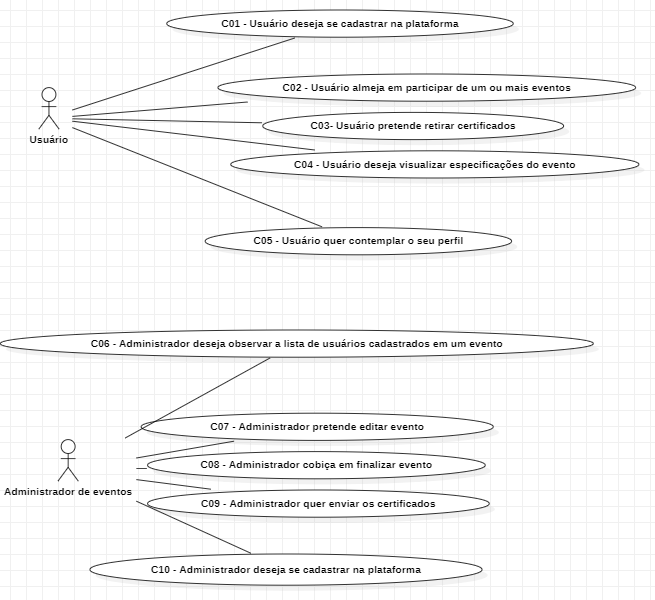 C01 - Usuário deseja se cadastrar na plataforma
C02 - Usuário almeja em participar de um ou mais eventos
C03- Usuário pretende retirar certificados
Usuário
C04 - Usuário deseja visualizar especificações do evento
C05 - Usuário quer contemplar o seu perfil
C06 - Administrador deseja observar a lista de usuários cadastrados em um evento
C07 - Administrador pretende editar evento
C08 - Administrador cobiça em finalizar evento
Administrador de eventos
C09 - Administrador quer enviar os certificados
C10 - Administrador deseja se cadastrar na plataforma